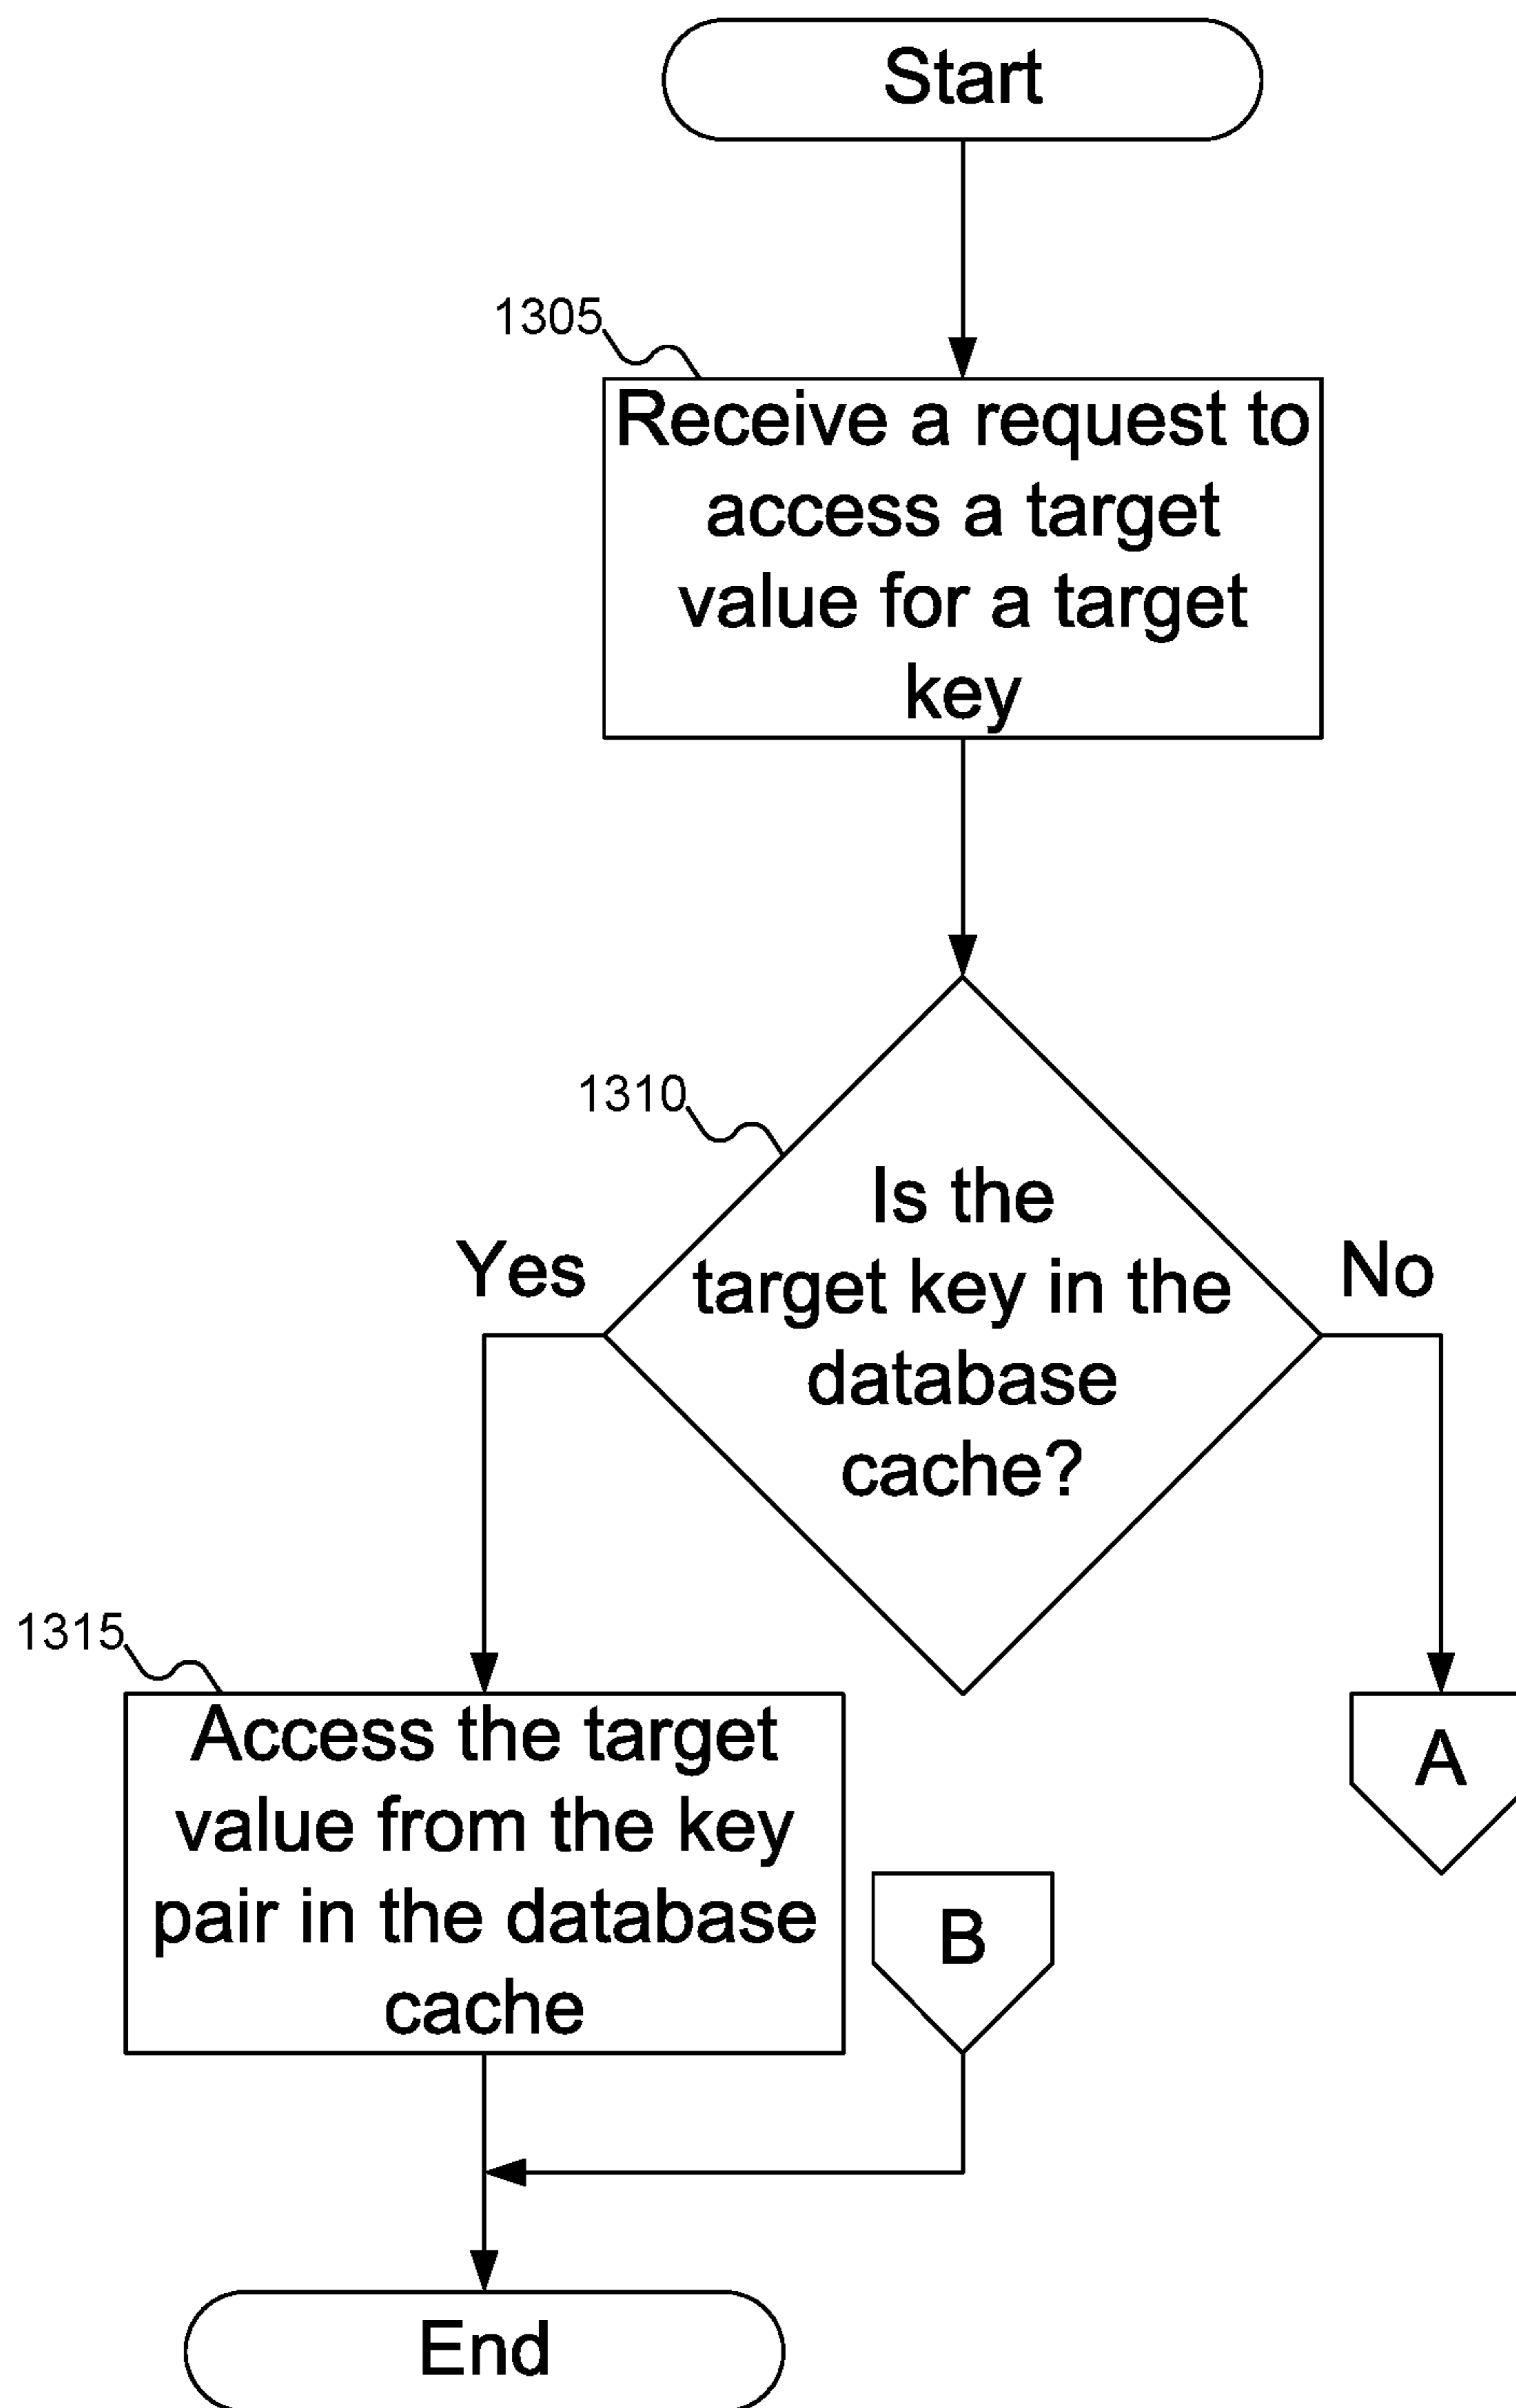 Start
1305
Receive a request to
access a target
value for a target
key
1310
Is the
target key in the
database
cache?
Yes
No
1315
Access the target
value from the key
pair in the database
cache
A
B
End